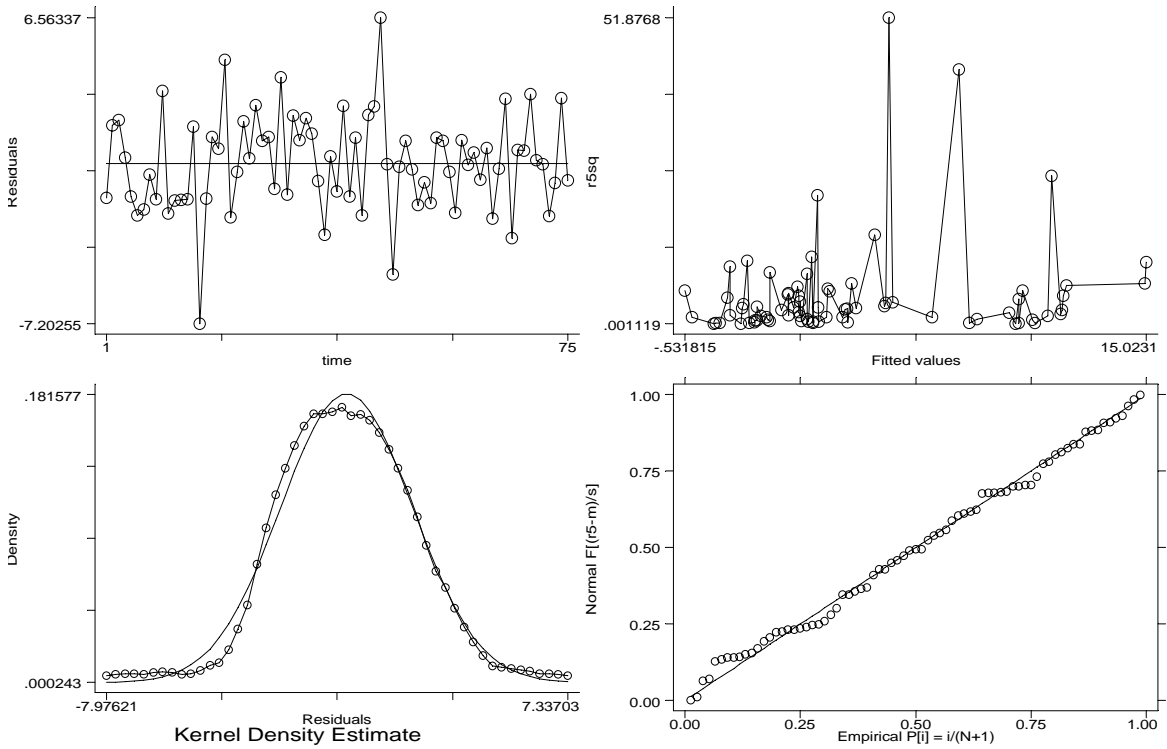 6.56337
Residuals
-7.20255
1
75
time
51.8768
r5sq
.001119
-.531815
15.0231
Fitted values
.181577
Density
.000243
-7.97621
7.33703
Residuals
Kernel Density Estimate
1.00
0.75
0.50
0.25
0.00
Normal F[(r5-m)/s]
0.00
0.25
0.50
0.75
1.00
Empirical P[i] = i/(N+1)